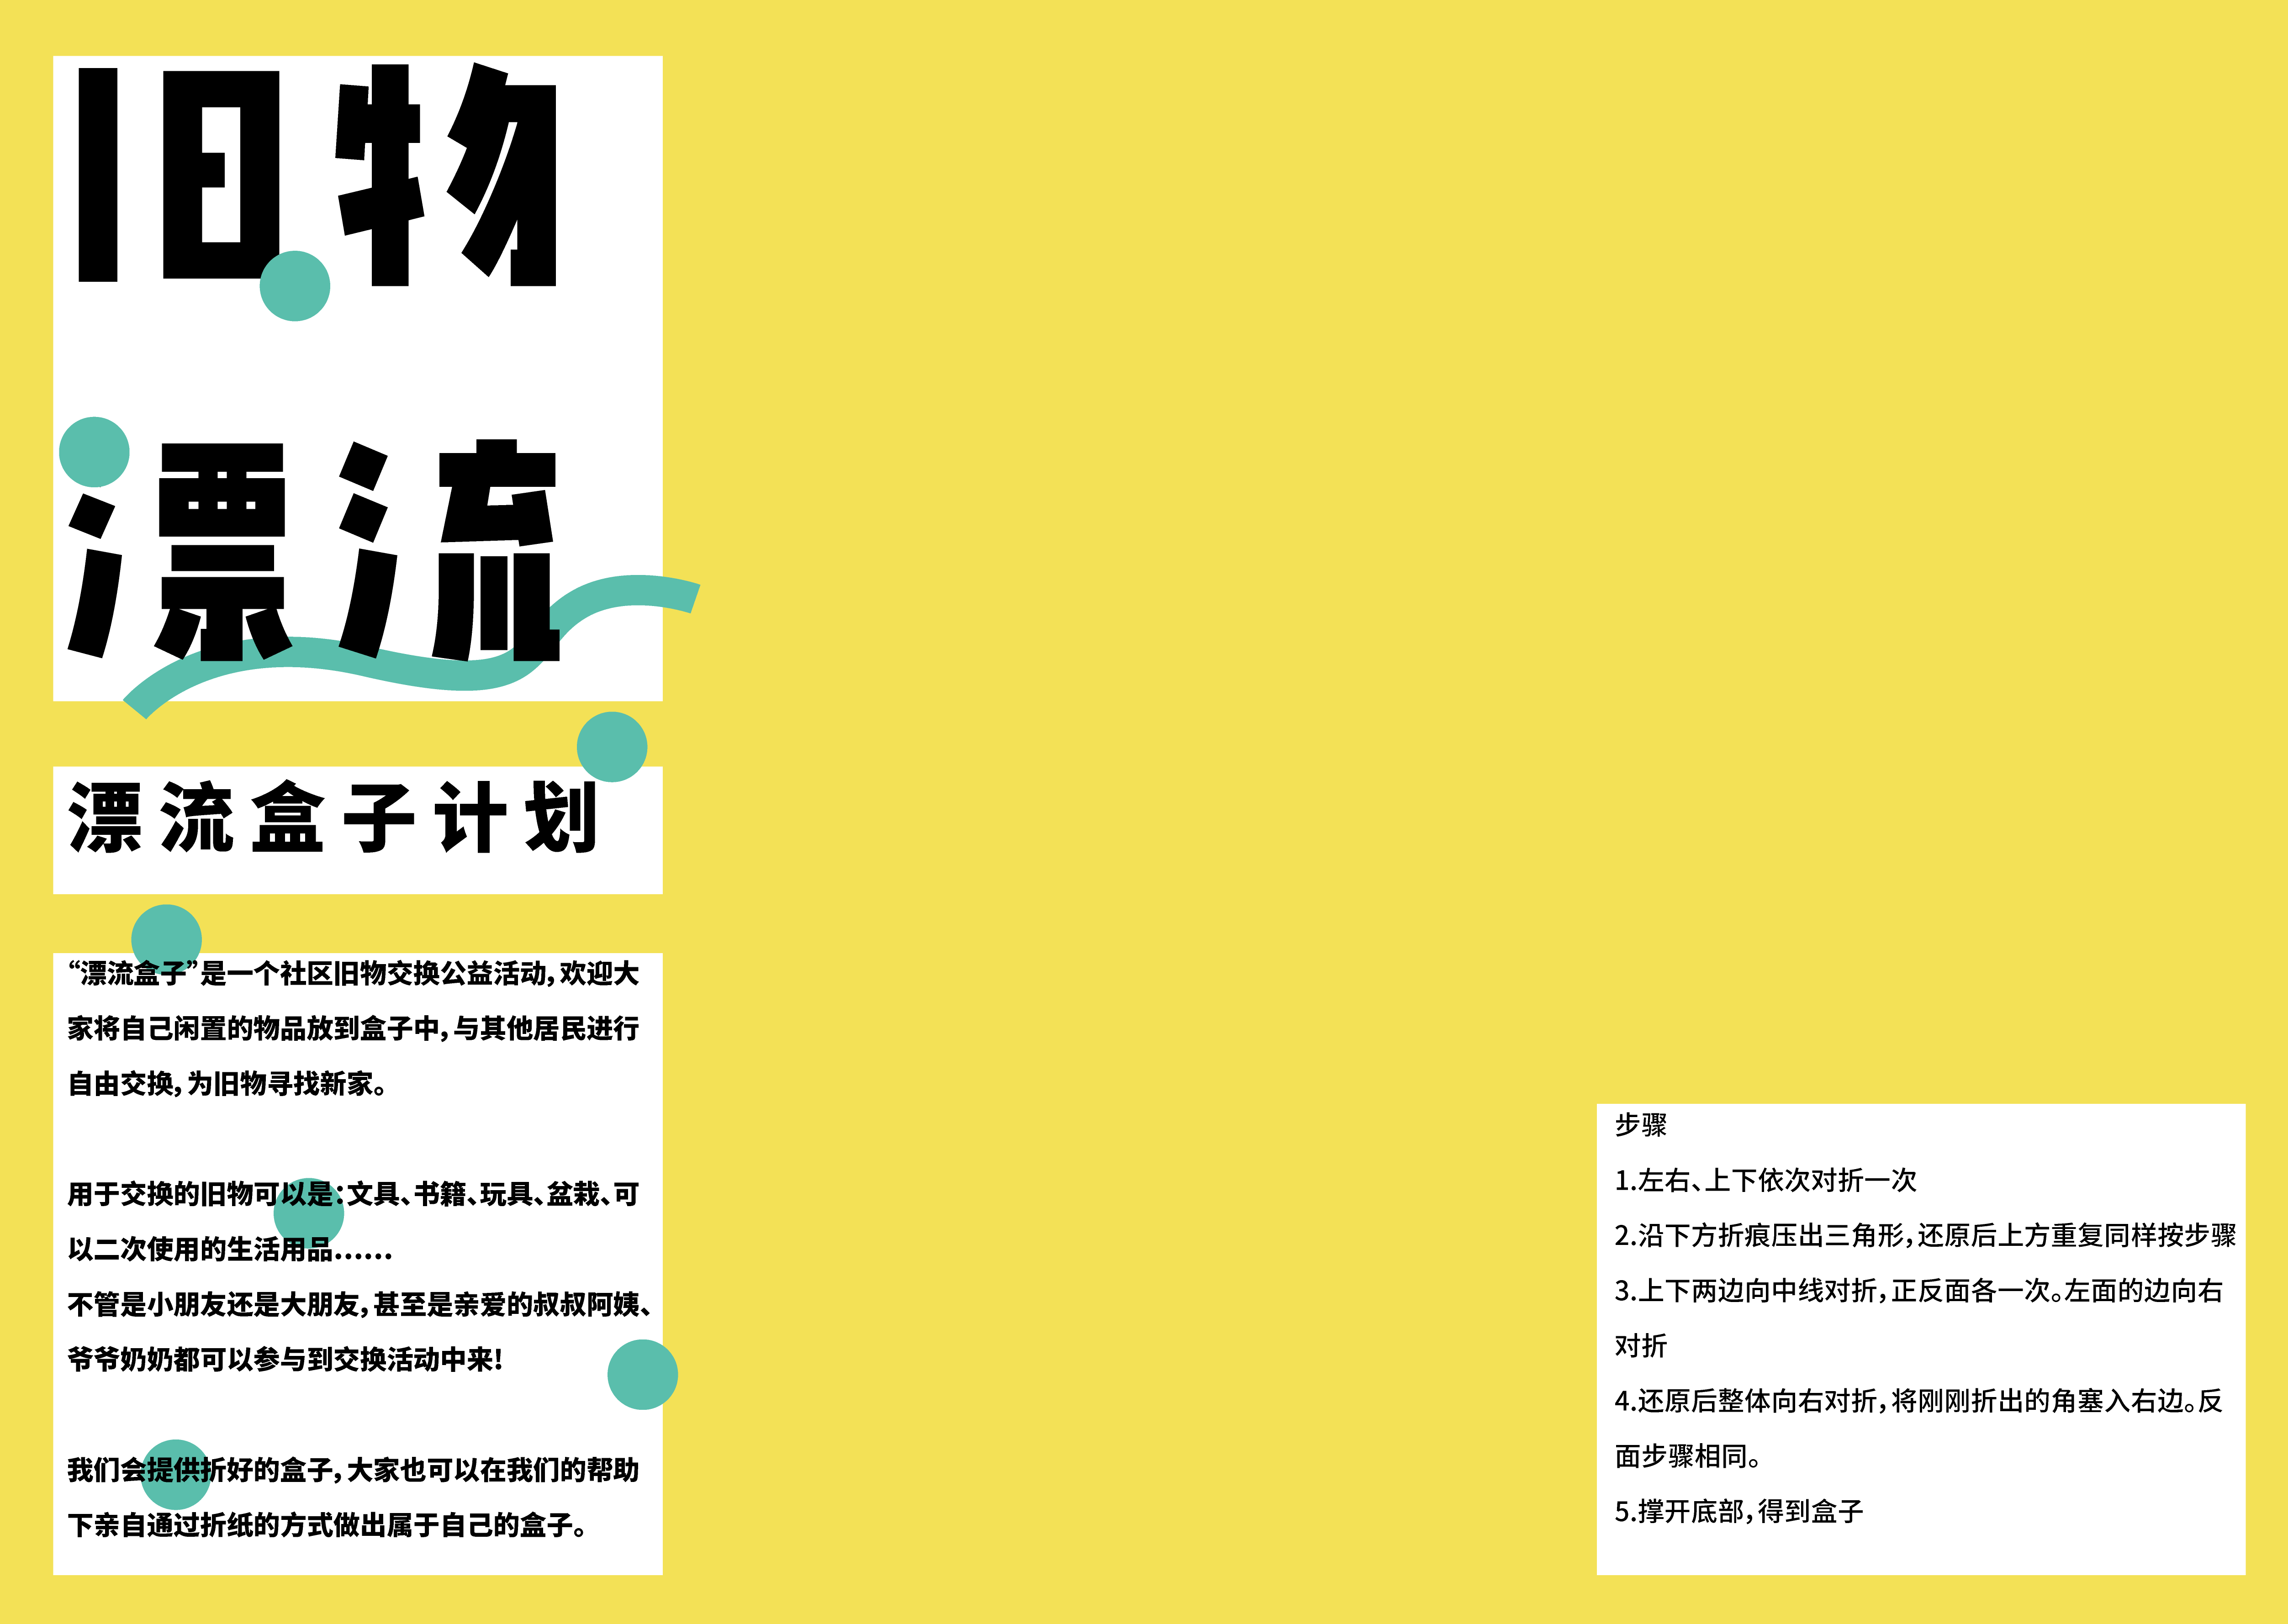 旧物
漂流
漂流盒子计划
“漂流盒子”是一个社区旧物交换公益活动，欢迎大
家将自己闲置的物品放到盒子中，与其他居民进行
自由交换，为旧物寻找新家。
用于交换的旧物可以是：文具、书籍、玩具、盆栽、可
以二次使用的生活用品……
不管是小朋友还是大朋友，甚至是亲爱的叔叔阿姨、
爷爷奶奶都可以参与到交换活动中来！
我们会提供折好的盒子，大家也可以在我们的帮助
下亲自通过折纸的方式做出属于自己的盒子。
步骤
1.左右、上下依次对折一次
2.沿下方折痕压出三角形，还原后上方重复同样按步骤
3.上下两边向中线对折，正反面各一次。左面的边向右
对折
4.还原后整体向右对折，将刚刚折出的角塞入右边。反
面步骤相同。
5.撑开底部，得到盒子